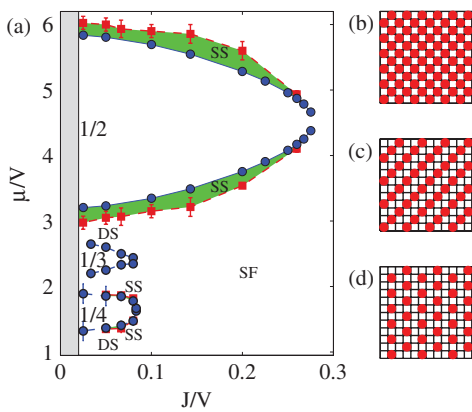 (a)
6
5
4
3
2
1
μ/V
0
0.1
0.2
0.3
J/V
SS
1/2
SS
DS
1/3
SS
1/4
SS
DS
SF
(b)
(c)
(d)